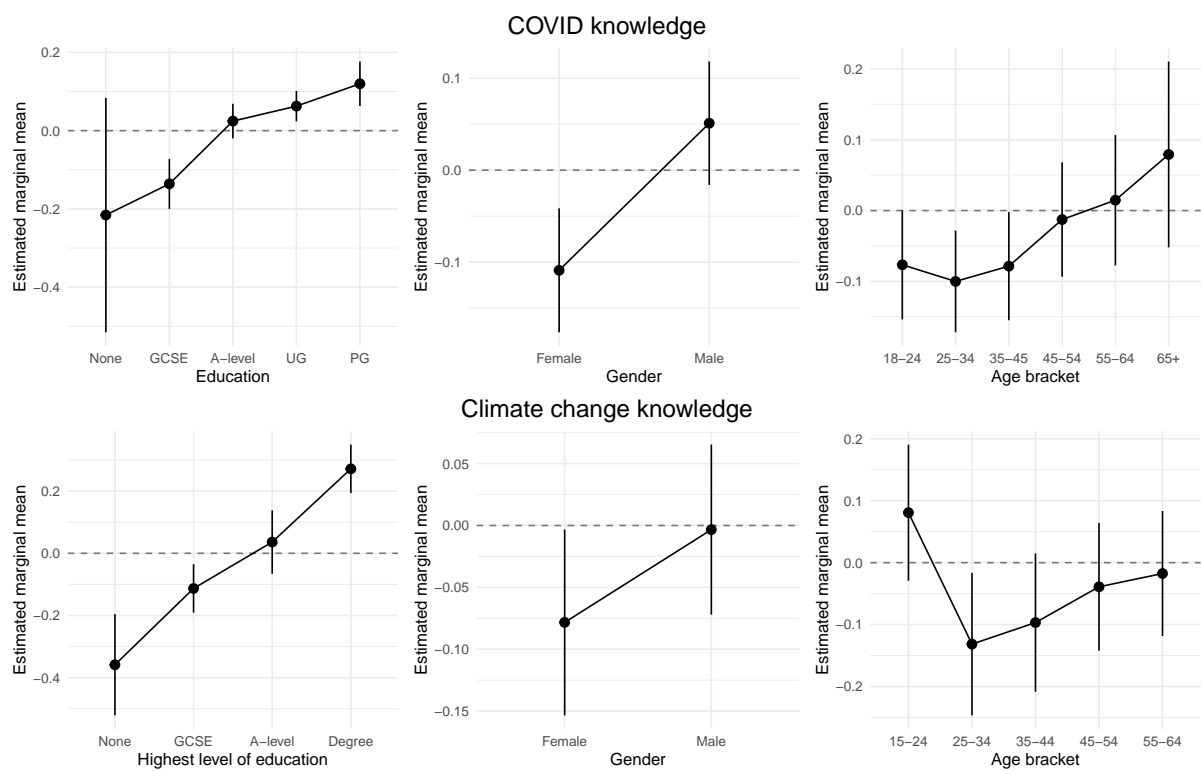 COVID knowledge
Estimated marginal mean
0.2
0.0
−0.2
−0.4
None GCSE A−level UG PG
Education
Estimated marginal mean
0.1
0.0
−0.1
Female Male
Gender
Estimated marginal mean
0.2
0.1
0.0
−0.1
18−24 25−34 35−45 45−54 55−64 65+
Age bracket
Climate change knowledge
Estimated marginal mean
0.2
0.0
−0.2
−0.4
None GCSE A−level Degree
Highest level of education
Estimated marginal mean
0.05
0.00
−0.05
−0.10
−0.15
Female Male
Gender
Estimated marginal mean
0.2
0.1
0.0
−0.1
−0.2
15−24 25−34 35−44 45−54 55−64
Age bracket